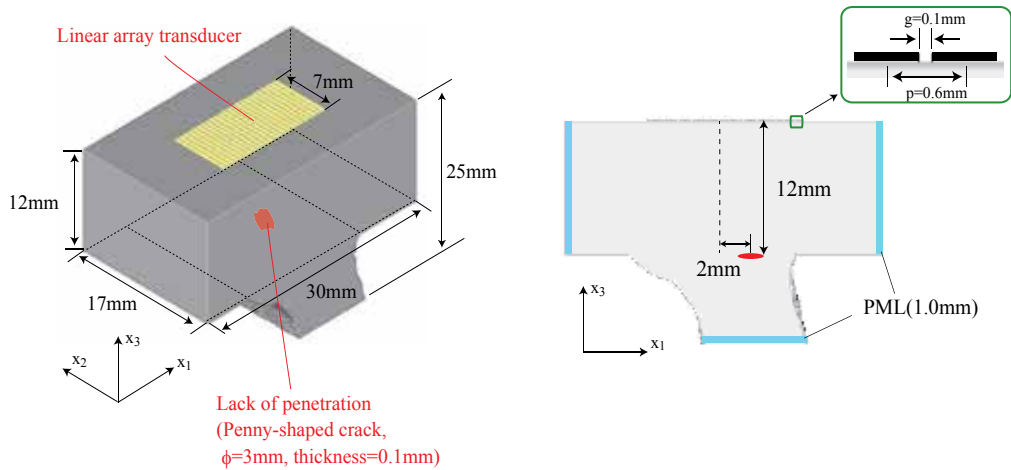 Linear array transducer
7mm
25mm
12mm
17mm
30mm
x₃
x₂
x₁
Lack of penetration
(Penny-shaped crack,
ϕ=3mm, thickness=0.1mm)
g=0.1mm
p=0.6mm
12mm
2mm
PML(1.0mm)
x₃
x₁